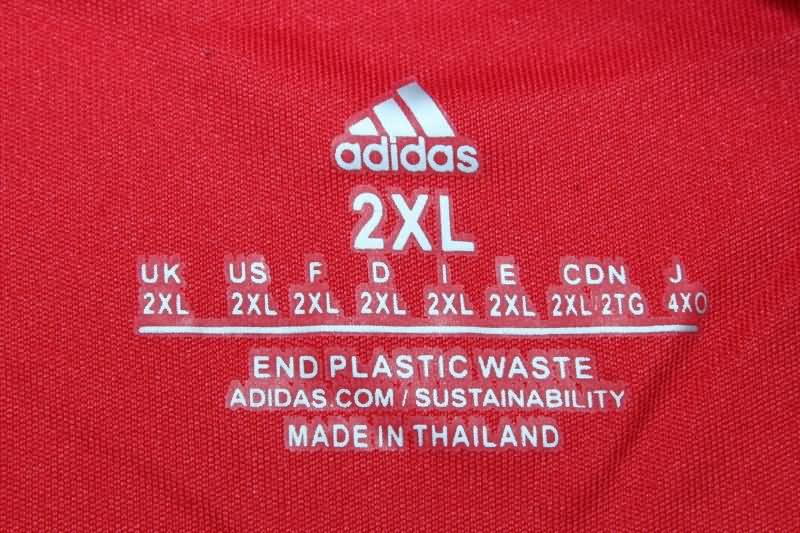 adidas
2XL
UK US F D I E CDN J
2XL 2XL 2XL 2XL 2XL 2XL 2XL/2TG 4XO
END PLASTIC WASTE
ADIDAS.COM/SUSTAINABILITY
MADE IN THAILAND